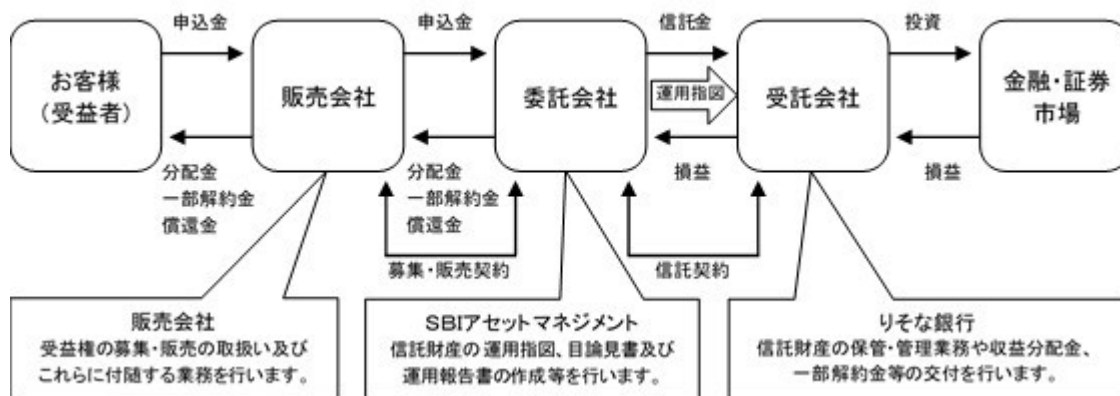 申込金
申込金
信託金
投資
お客様
(受益者)
販売会社
委託会社
運用指図
受託会社
金融・証券
市場
分配金
一部解約金
償還金
分配金
一部解約金
償還金
損益
損益
募集・販売契約
信託契約
販売会社
受益権の募集・販売の取扱い及び
これらに付随する業務を行います。
SBIアセットマネジメント
信託財産の運用指図、目論見書及び
運用報告書の作成等を行います。
りそな銀行
信託財産の保管・管理業務や収益分配金、
一部解約金等の交付を行います。